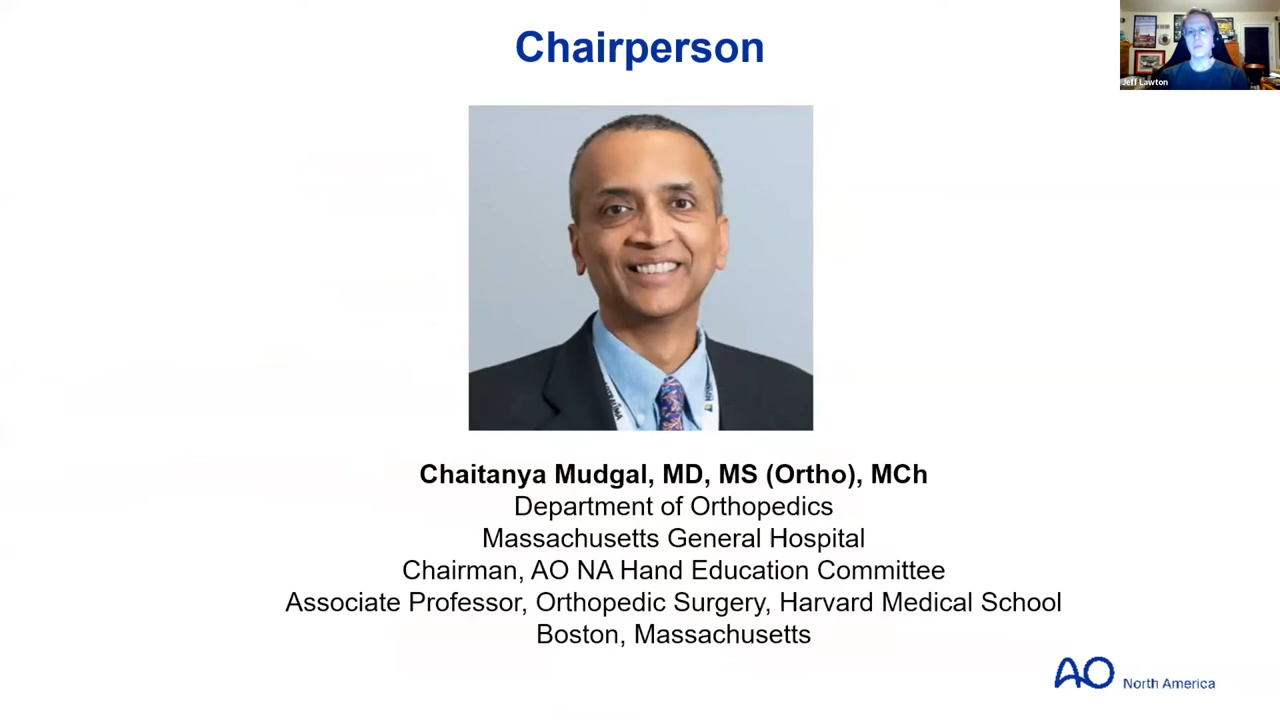 Chairperson
Jeff Lawton
Chaitanya Mudgal, MD, MS (Ortho), MCh
Department of Orthopedics
Massachusetts General Hospital
Chairman, AO NA Hand Education Committee
Associate Professor, Orthopedic Surgery, Harvard Medical School
Boston, Massachusetts
AO North America